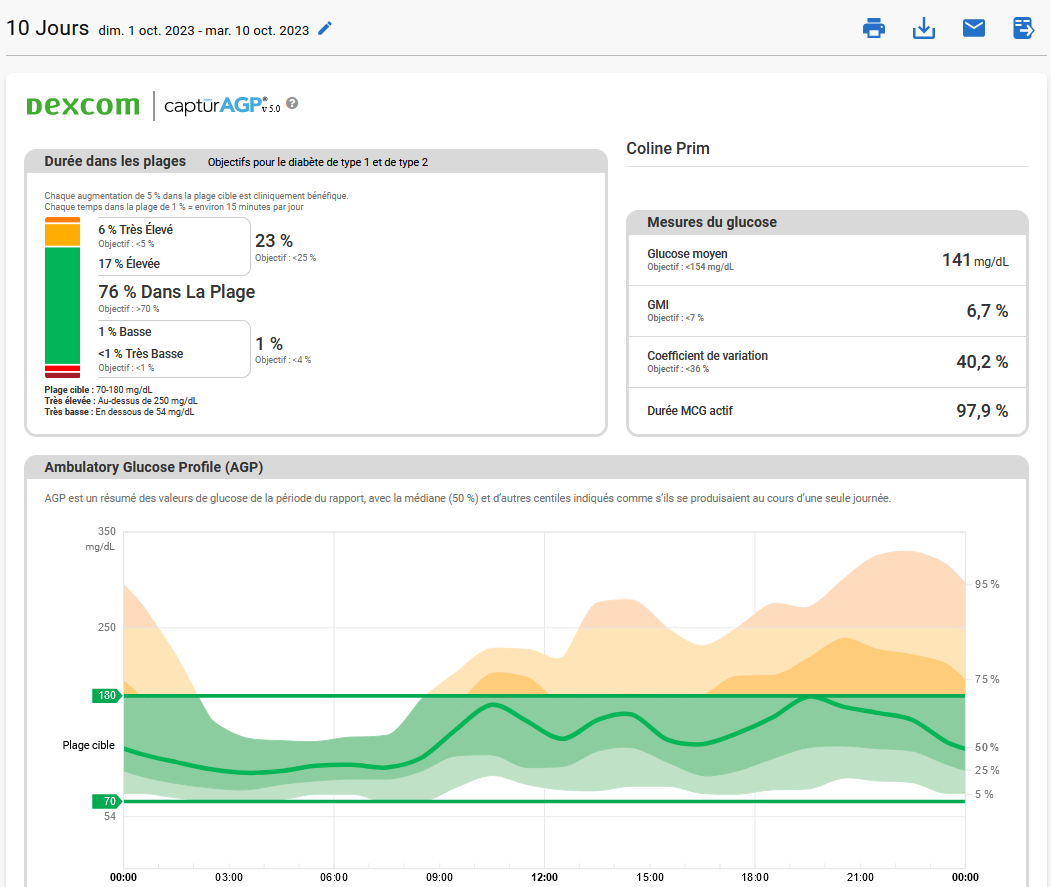 10 Jours dim. 1 oct. 2023 - mar. 10 oct. 2023
Dexcom captūrAGP® v 5.0 ?
Coline Prim
Durée dans les plages Objectifs pour le diabète de type 1 et de type 2
Chaque augmentation de 5 % dans la plage cible est cliniquement bénéfique.
Chaque temps dans la plage de 1 % = environ 15 minutes par jour
6 % Très Élevé
Objectif : <5 %
17 % Élevée
23 %
Objectif : <25 %
76 % Dans La Plage
Objectif : >70 %
1 % Basse
<1 % Très Basse
Objectif : <1 %
1 %
Objectif : <4 %
Plage cible : 70-180 mg/dL
Très élevée : Au-dessus de 250 mg/dL
Très basse : En dessous de 54 mg/dL
Mesures du glucose
Glucose moyen
Objectif : <154 mg/dL
141 mg/dL
GMI
Objectif : <7 %
6,7 %
Coefficient de variation
Objectif : <36 %
40,2 %
Durée MCG actif
97,9 %
Ambulatory Glucose Profile (AGP)
AGP est un résumé des valeurs de glucose de la période du rapport, avec la médiane (50 %) et d'autres centiles indiqués comme s'ils se produisaient au cours d'une seule journée.
350
mg/dL
250
180
Plage cible
70
54
95 %
75 %
50 %
25 %
5 %
00:00 03:00 06:00 09:00 12:00 15:00 18:00 21:00 00:00